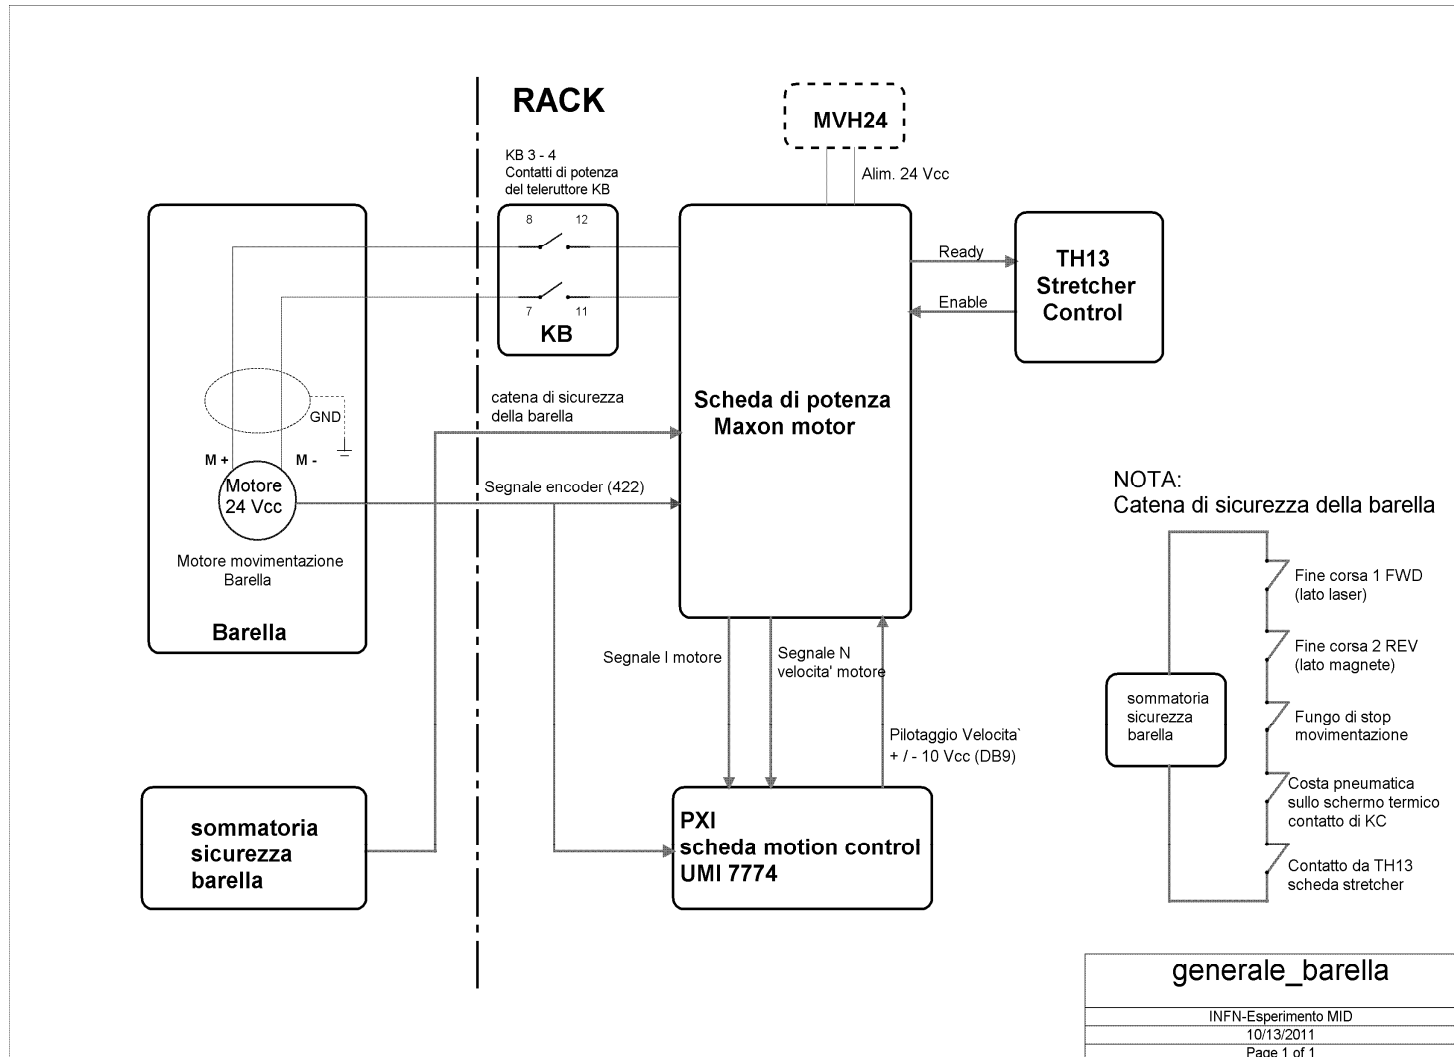 RACK
MVH24
KB 3 - 4
Contatti di potenza
del teleruttore KB
Alim. 24 Vcc
8 12
7 11
KB
Ready
Enable
TH13
Stretcher
Control
Scheda di potenza
Maxon motor
catena di sicurezza
della barella
GND
M +
M -
Motore
24 Vcc
Segnale encoder (422)
Motore movimentazione
Barella
Barella
NOTA:
Catena di sicurezza della barella
Fine corsa 1 FWD
(lato laser)
Fine corsa 2 REV
(lato magnete)
sommatoria
sicurezza
barella
Fungo di stop
movimentazione
Costa pneumatica
sullo schermo termico
contatto di KC
Contatto da TH13
scheda stretcher
Segnale I motore
Segnale N
velocita' motore
Pilotaggio Velocita`
+ / - 10 Vcc (DB9)
sommatoria
sicurezza
barella
PXI
scheda motion control
UMI 7774
generale_barella
INFN-Esperimento MID
10/13/2011
Page 1 of 1